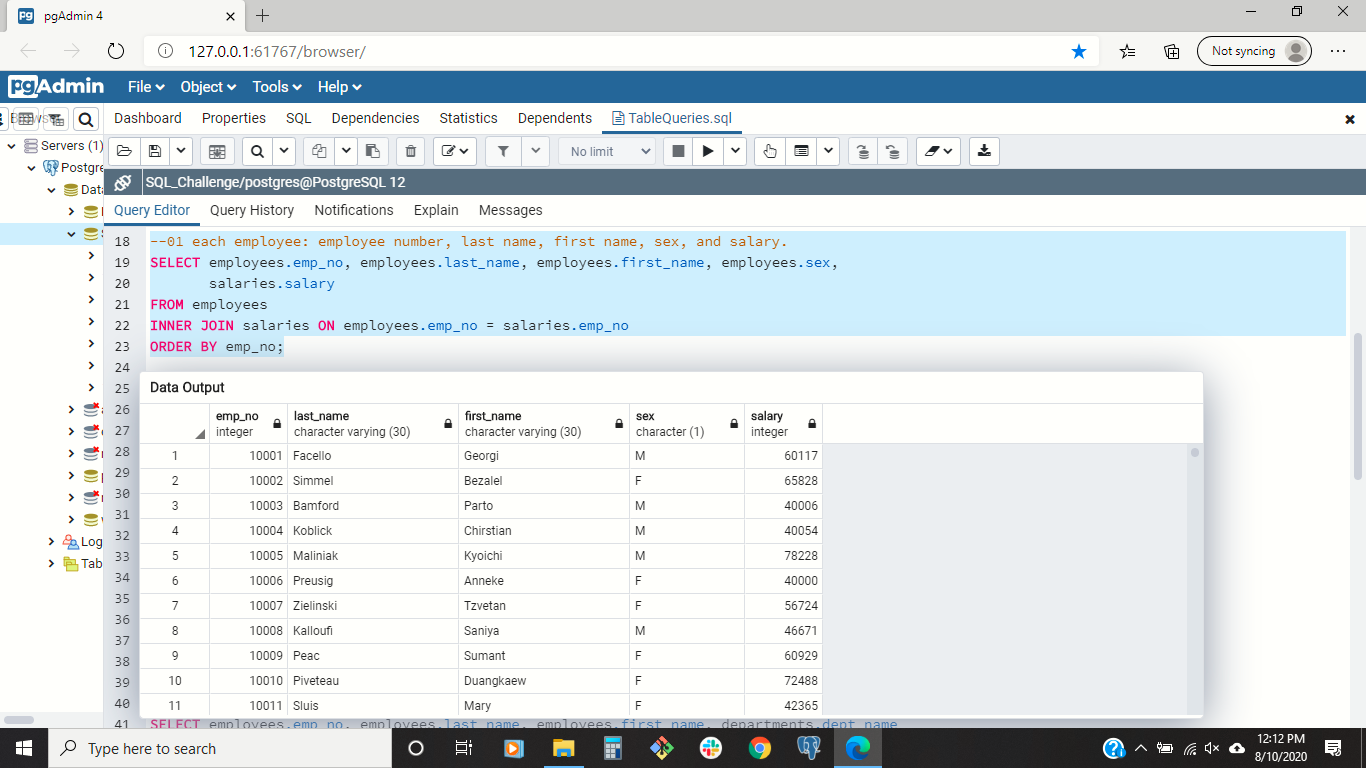 pgAdmin 4
127.0.0.1:61767/browser/
Not syncing
pgAdmin
File Object Tools Help
Dashboard Properties SQL Dependencies Statistics Dependents TableQueries.sql
Servers (1)
Postgre
Data
Log
Tab
No limit
SQL_Challenge/postgres@PostgreSQL 12
Query Editor Query History Notifications Explain Messages
18 --01 each employee: employee number, last name, first name, sex, and salary.
19 SELECT employees.emp_no, employees.last_name, employees.first_name, employees.sex,
20 salaries.salary
21 FROM employees
22 INNER JOIN salaries ON employees.emp_no = salaries.emp_no
23 ORDER BY emp_no;
24
25
26
27
28
29
30
31
32
33
34
35
36
37
38
39
40
41 SELECT employees.emp_no, employees.last_name, employees.first_name, departments.dept_name
Data Output
emp_no last_name first_name sex salary
integer character varying (30) character varying (30) character (1) integer
1 10001 Facello Georgi M 60117
2 10002 Simmel Bezalel F 65828
3 10003 Bamford Parto M 40006
4 10004 Koblick Chirstian M 40054
5 10005 Maliniak Kyoichi M 78228
6 10006 Preusig Anneke F 40000
7 10007 Zielinski Tzvetan F 56724
8 10008 Kalloufi Saniya M 46671
9 10009 Peac Sumant F 60929
10 10010 Piveteau Duangkaew F 72488
11 10011 Sluis Mary F 42365
Type here to search
12:12 PM
8/10/2020